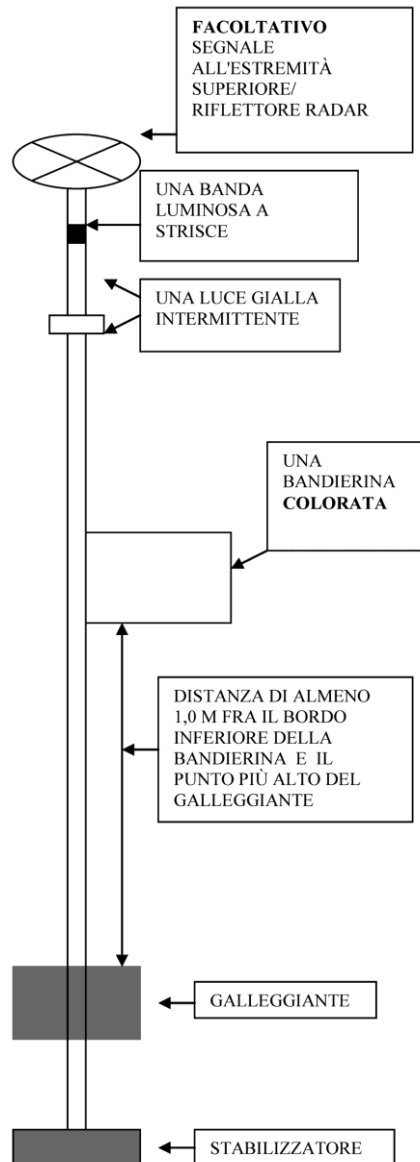 FACOLTATIVO
SEGNALE
ALL'ESTREMITÀ
SUPERIORE/
RIFLETTORE RADAR
UNA BANDA
LUMINOSA A
STRISCE
UNA LUCE GIALLA
INTERMITTENTE
UNA
BANDIERINA
COLORATA
DISTANZA DI ALMENO
1,0 M FRA IL BORDO
INFERIORE DELLA
BANDIERINA E IL
PUNTO PIÙ ALTO DEL
GALLEGGIANTE
GALLEGGIANTE
STABILIZZATORE